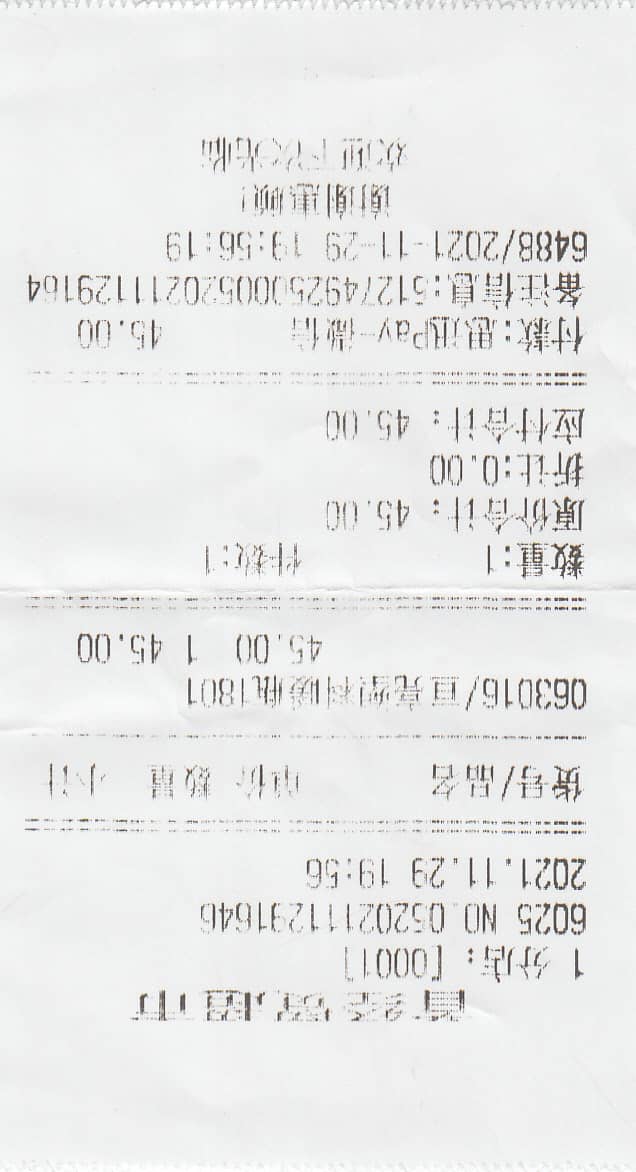 首经贸超市
1 分店：[0001]
6025 NO.05202111291646
2021.11.29 19:56
货号/品名 单价 数量 小计
063016/亘亮塑料暖瓶1801
45.00 1 45.00
数量:1 件数:1
原价合计：45.00
折让:0.00
应付合计：45.00
付款:思迅Pay-微信 45.00
备注信息:51274925000520211129164
6488/2021-11-29 19:56:19
谢谢惠顾!
欢迎下次光临